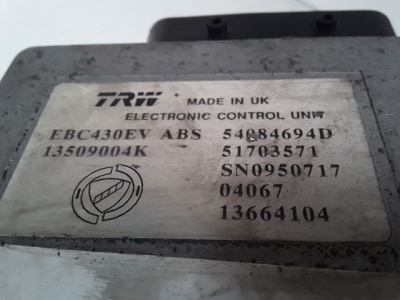 TRW MADE IN UK
ELECTRONIC CONTROL UNIT
EBC430EV ABS 54084694D
13509004K 51703571
SN0950717
04067
13664104